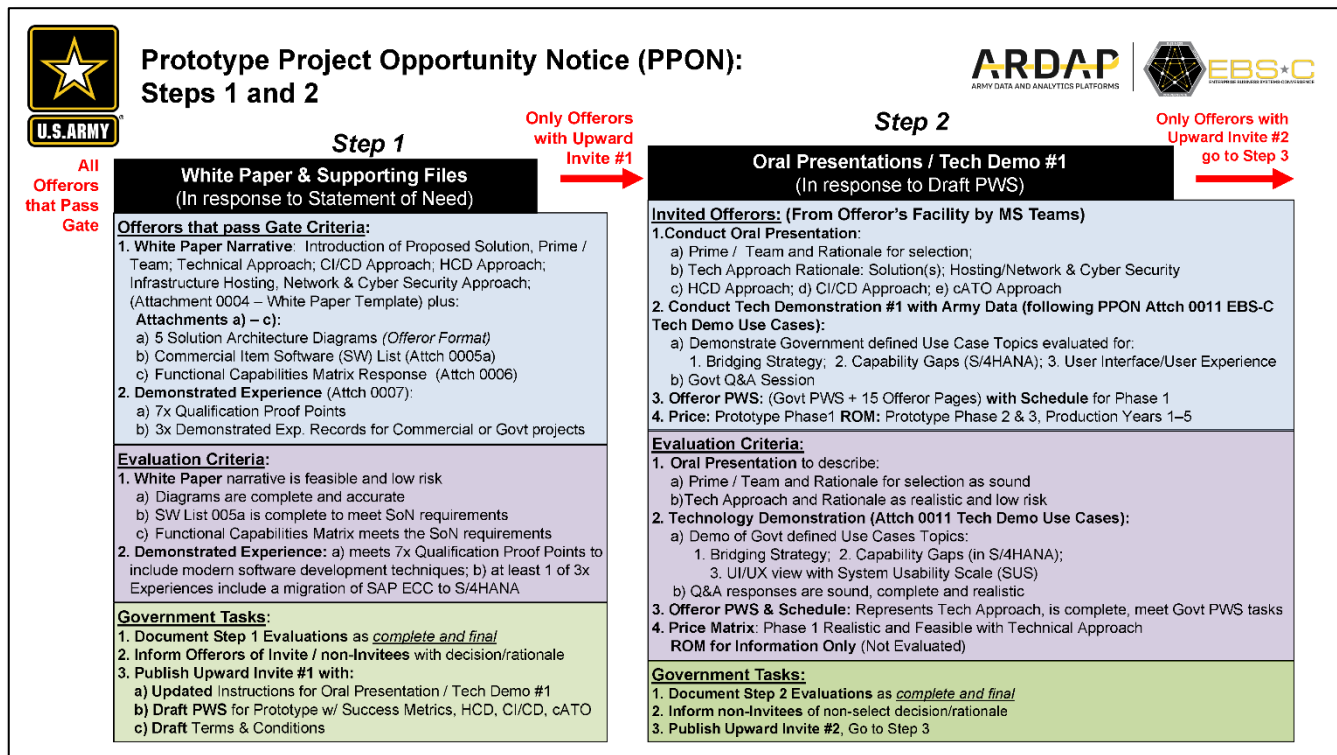 Prototype Project Opportunity Notice (PPON):
Steps 1 and 2
U.S.ARMY
ARDAP
ARMY DATA AND ANALYTICS PLATFORMS
EBS★C
ENTERPRISE BUSINESS SYSTEMS CONVERGENCE
All
Offerors
that Pass
Gate
Step 1
Only Offerors
with Upward
Invite #1
Step 2
Only Offerors with
Upward Invite #2
go to Step 3
White Paper & Supporting Files
(In response to Statement of Need)
Offerors that pass Gate Criteria:
1. White Paper Narrative: Introduction of Proposed Solution, Prime /
Team; Technical Approach; CI/CD Approach; HCD Approach;
Infrastructure Hosting, Network & Cyber Security Approach;
(Attachment 0004 – White Paper Template) plus:
Attachments a) – c):
a) 5 Solution Architecture Diagrams (Offeror Format)
b) Commercial Item Software (SW) List (Attch 0005a)
c) Functional Capabilities Matrix Response (Attch 0006)
2. Demonstrated Experience (Attch 0007):
a) 7x Qualification Proof Points
b) 3x Demonstrated Exp. Records for Commercial or Govt projects
Evaluation Criteria:
1. White Paper narrative is feasible and low risk
a) Diagrams are complete and accurate
b) SW List 005a is complete to meet SoN requirements
c) Functional Capabilities Matrix meets the SoN requirements
2. Demonstrated Experience: a) meets 7x Qualification Proof Points to
include modern software development techniques; b) at least 1 of 3x
Experiences include a migration of SAP ECC to S/4HANA
Government Tasks:
1. Document Step 1 Evaluations as complete and final
2. Inform Offerors of Invite / non-Invitees with decision/rationale
3. Publish Upward Invite #1 with:
a) Updated Instructions for Oral Presentation / Tech Demo #1
b) Draft PWS for Prototype w/ Success Metrics, HCD, CI/CD, cATO
c) Draft Terms & Conditions
Oral Presentations / Tech Demo #1
(In response to Draft PWS)
Invited Offerors: (From Offeror's Facility by MS Teams)
1.Conduct Oral Presentation:
a) Prime / Team and Rationale for selection;
b) Tech Approach Rationale: Solution(s); Hosting/Network & Cyber Security
c) HCD Approach; d) CI/CD Approach; e) cATO Approach
2. Conduct Tech Demonstration #1 with Army Data (following PPON Attch 0011 EBS-C
Tech Demo Use Cases):
a) Demonstrate Government defined Use Case Topics evaluated for:
1. Bridging Strategy; 2. Capability Gaps (S/4HANA); 3. User Interface/User Experience
b) Govt Q&A Session
3. Offeror PWS: (Govt PWS + 15 Offeror Pages) with Schedule for Phase 1
4. Price: Prototype Phase1 ROM: Prototype Phase 2 & 3, Production Years 1–5
Evaluation Criteria:
1. Oral Presentation to describe:
a) Prime / Team and Rationale for selection as sound
b)Tech Approach and Rationale as realistic and low risk
2. Technology Demonstration (Attch 0011 Tech Demo Use Cases):
a) Demo of Govt defined Use Cases Topics:
1. Bridging Strategy; 2. Capability Gaps (in S/4HANA);
3. UI/UX view with System Usability Scale (SUS)
b) Q&A responses are sound, complete and realistic
3. Offeror PWS & Schedule: Represents Tech Approach, is complete, meet Govt PWS tasks
4. Price Matrix: Phase 1 Realistic and Feasible with Technical Approach
ROM for Information Only (Not Evaluated)
Government Tasks:
1. Document Step 2 Evaluations as complete and final
2. Inform non-Invitees of non-select decision/rationale
3. Publish Upward Invite #2, Go to Step 3